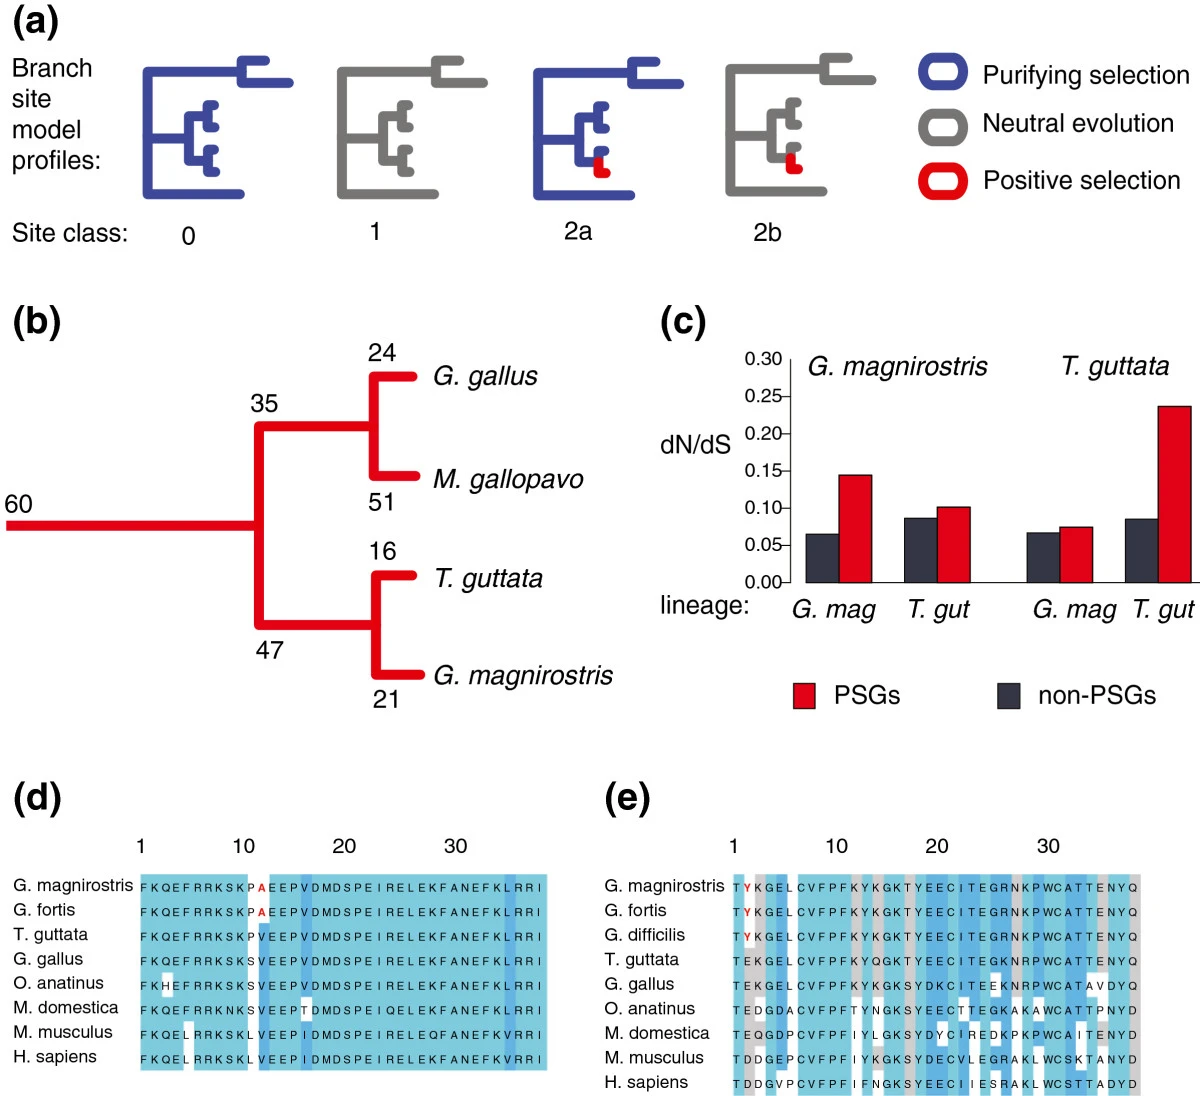 (a)
Branch
site
model
profiles:
Purifying selection
Neutral evolution
Positive selection
Site class: 0 1 2a 2b
(b)
24
G. gallus
35
M. gallopavo
51
60
16
T. guttata
47
G. magnirostris
21
(c)
0.30
G. magnirostris T. guttata
0.25
0.20
dN/dS
0.15
0.10
0.05
0.00
lineage: G. mag T. gut G. mag T. gut
PSGs non-PSGs
(d)
1 10 20 30
G. magnirostris FKQEFRRKSKPAEEPVDMDSPEIRELEKFANEFKLRRI
G. fortis FKQEFRRKSKPAEEPVDMDSPEIRELEKFANEFKLRRI
T. guttata FKQEFRRKSKPVEEPVDMDSPEIRELEKFANEFKLRRI
G. gallus FKQEFRRKSKSVEEPVDMDSPEIRELEKFANEFKLRRI
O. anatinus FKHEFRRKSKSVEEPVDMDSPEIRELEKFANEFKLRRI
M. domestica FKQEFRRKNKSVEEPTDMDSPEIQELEKFANEFKLRRI
M. musculus FKQELRRKSKLVEEPIDMDSPEIRELEQFANEFKVRRI
H. sapiens FKQELRRKSKLVEEPIDMDSPEIRELEKFANEFKVRRI
(e)
1 10 20 30
G. magnirostris TYKGELCVFPFKYKGKTYEECITEGRNKPWCATTENYQ
G. fortis TYKGELCVFPFKYKGKTYEECITEGRNKPWCATTENYQ
G. difficilis TYKGELCVFPFKYKGKTYEECITEGRNKPWCATTENYQ
T. guttata TEKGELCVFPFKYQGKTYEECITEGKNRPWCATTENYQ
G. gallus TEKGELCVFPFKYKGKSYDKCITEEKNRPWCATAVDYQ
O. anatinus TEDGDACVFPFTYNGKSYEECTTEGKAKAWCATTPNYD
M. domestica TEQGDPCVFPFIYLGKSYEYCIREDKPKPWCAITENYD
M. musculus TDDGEPCVFPFIYKGKSYDECVLEGRAKLWCSKTANYD
H. sapiens TDDGVPCVFPFIFNGKSYEECIIESRAKLWCSTTADYD